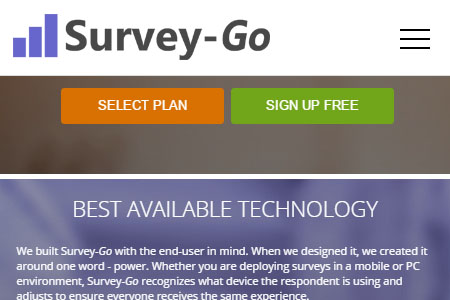 Survey-Go
SELECT PLAN
SIGN UP FREE
BEST AVAILABLE TECHNOLOGY
We built Survey-Go with the end-user in mind. When we designed it, we created it
around one word - power. Whether you are deploying surveys in a mobile or PC
environment, Survey-Go recognizes what device the respondent is using and
adjusts to ensure everyone receives the same experience.